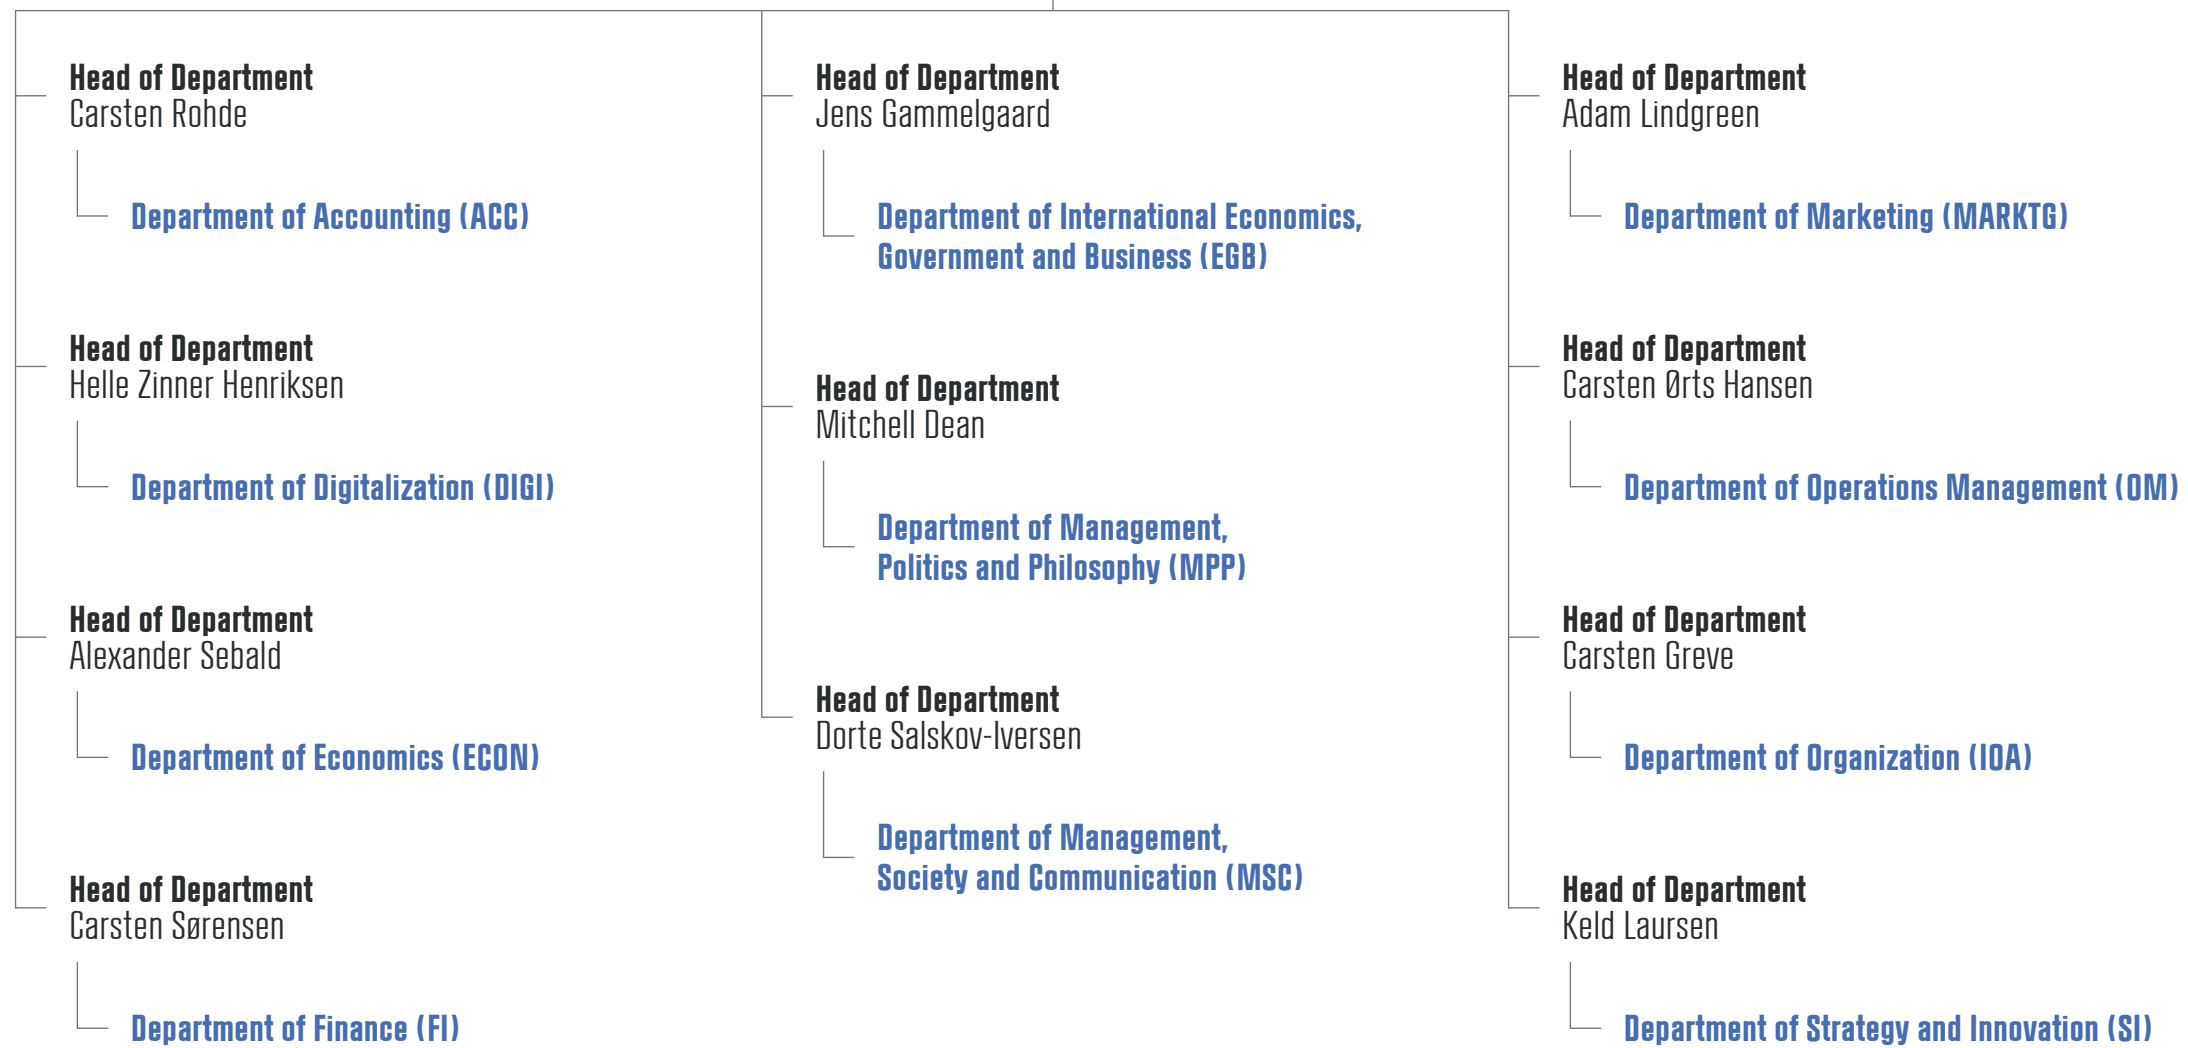 Head of Department
Carsten Rohde
Department of Accounting (ACC)
Head of Department
Helle Zinner Henriksen
Department of Digitalization (DIGI)
Head of Department
Alexander Sebald
Department of Economics (ECON)
Head of Department
Carsten Sørensen
Department of Finance (FI)
Head of Department
Jens Gammelgaard
Department of International Economics,
Government and Business (EGB)
Head of Department
Mitchell Dean
Department of Management,
Politics and Philosophy (MPP)
Head of Department
Dorte Salskov-Iversen
Department of Management,
Society and Communication (MSC)
Head of Department
Adam Lindgreen
Department of Marketing (MARKTG)
Head of Department
Carsten Ørts Hansen
Department of Operations Management (OM)
Head of Department
Carsten Greve
Department of Organization (IOA)
Head of Department
Keld Laursen
Department of Strategy and Innovation (SI)